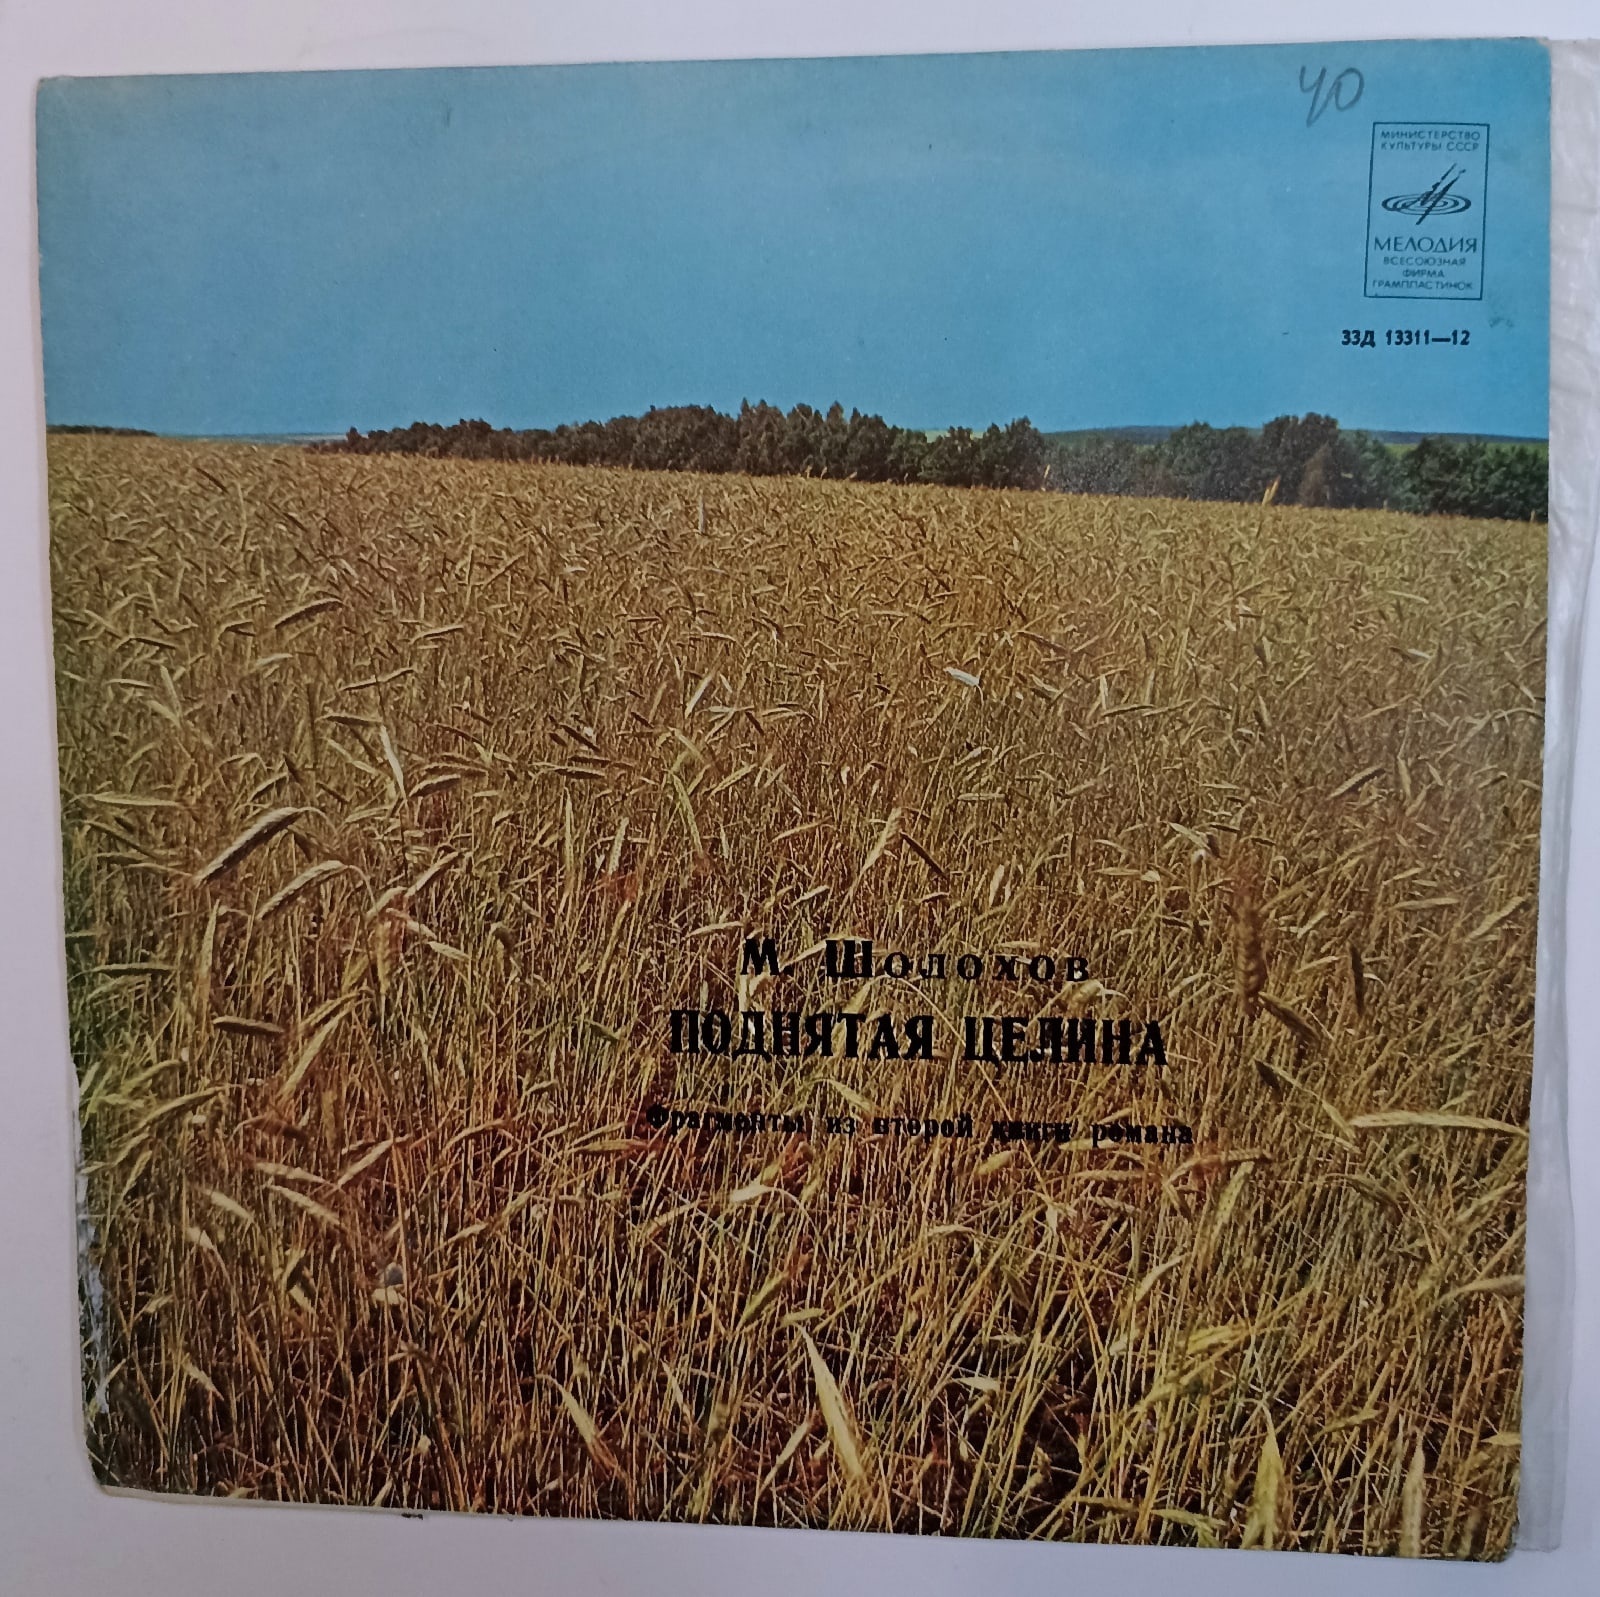 40
МИНИСТЕРСТВО
КУЛЬТУРЫ СССР
МЕЛОДИЯ
ВСЕСОЮЗНАЯ
ФИРМА
ГРАМПЛАСТИНОК
33Д 13311—12
М. Шолохов
ПОДНЯТАЯ ЦЕЛИНА
Фрагменты из второй книги романа